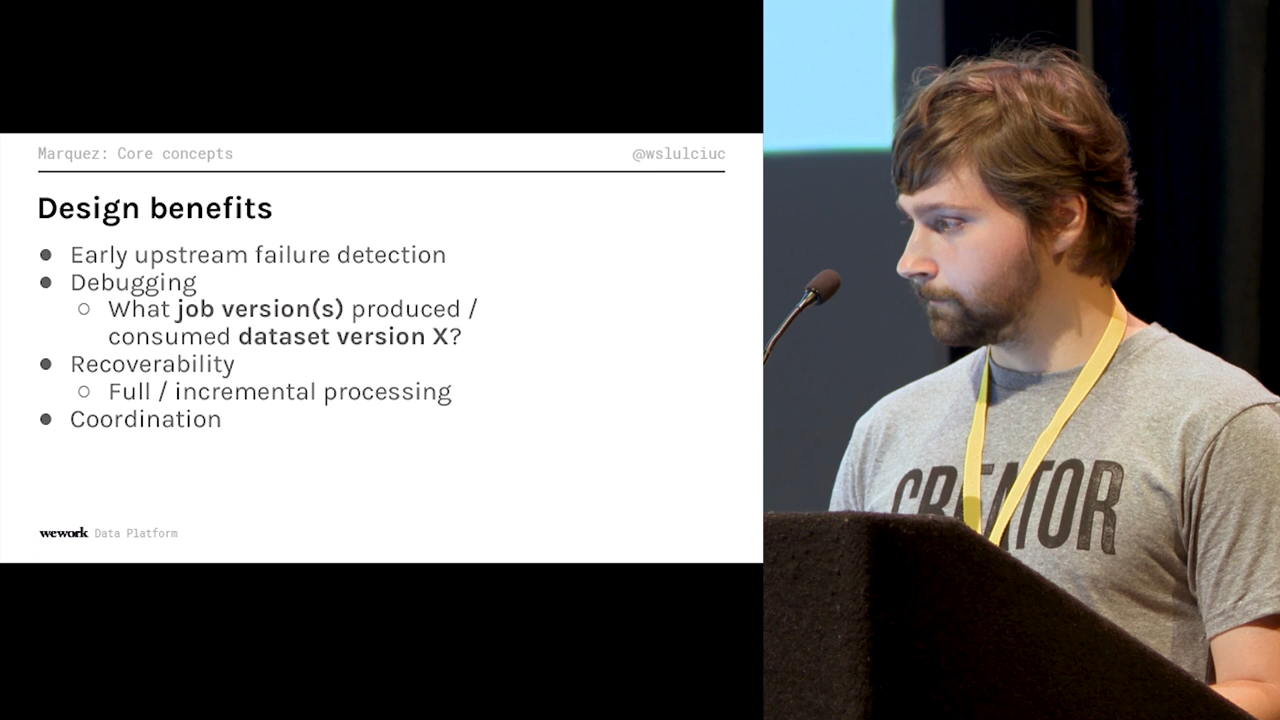 Marquez: Core concepts
@wslulciuc
Design benefits
● Early upstream failure detection
● Debugging
○ What job version(s) produced /
consumed dataset version X?
● Recoverability
○ Full / incremental processing
● Coordination
wework Data Platform
CREATOR